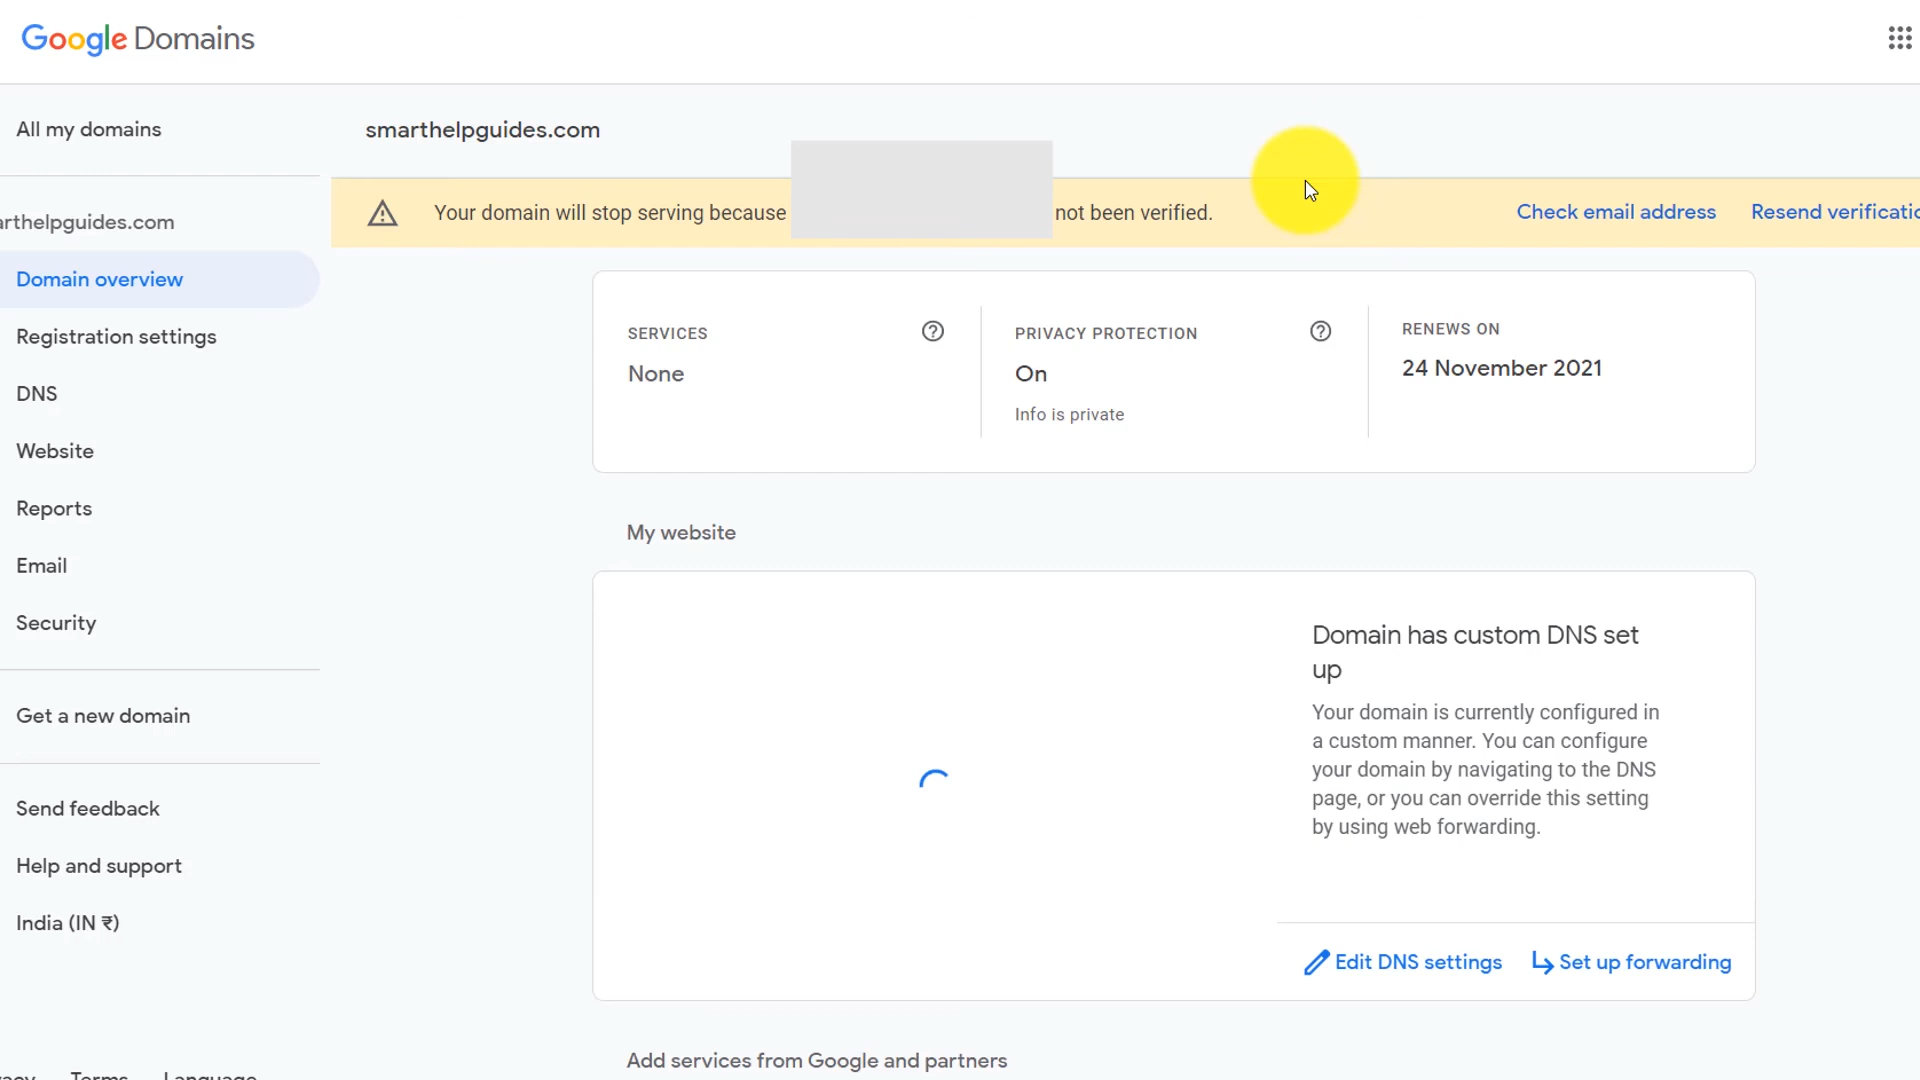 Google Domains
All my domains
smarthelpguides.com
Your domain will stop serving because not been verified.
Check email address
Resend verificatio
arthelpguides.com
Domain overview
Registration settings
DNS
Website
Reports
Email
Security
Get a new domain
Send feedback
Help and support
India (IN ₹)
SERVICES
None
PRIVACY PROTECTION
On
Info is private
RENEWS ON
24 November 2021
My website
Domain has custom DNS set
up
Your domain is currently configured in
a custom manner. You can configure
your domain by navigating to the DNS
page, or you can override this setting
by using web forwarding.
Edit DNS settings
Set up forwarding
Add services from Google and partners
Terms
Language